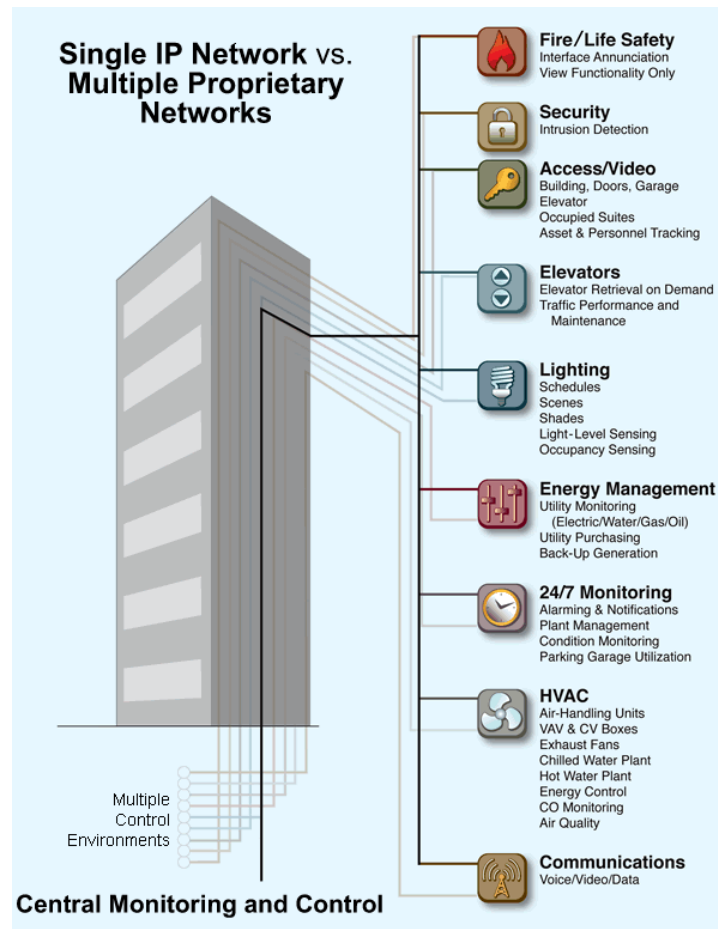 Single IP Network vs.
Multiple Proprietary
Networks
Fire/Life Safety
Interface Annunciation
View Functionality Only
Security
Intrusion Detection
Access/Video
Building, Doors, Garage
Elevator
Occupied Suites
Asset & Personnel Tracking
Elevators
Elevator Retrieval on Demand
Traffic Performance and
Maintenance
Lighting
Schedules
Scenes
Shades
Light-Level Sensing
Occupancy Sensing
Energy Management
Utility Monitoring
(Electric/Water/Gas/Oil)
Utility Purchasing
Back-Up Generation
24/7 Monitoring
Alarming & Notifications
Plant Management
Condition Monitoring
Parking Garage Utilization
HVAC
Air-Handling Units
VAV & CV Boxes
Exhaust Fans
Chilled Water Plant
Hot Water Plant
Energy Control
CO Monitoring
Air Quality
Communications
Voice/Video/Data
Multiple
Control
Environments
Central Monitoring and Control